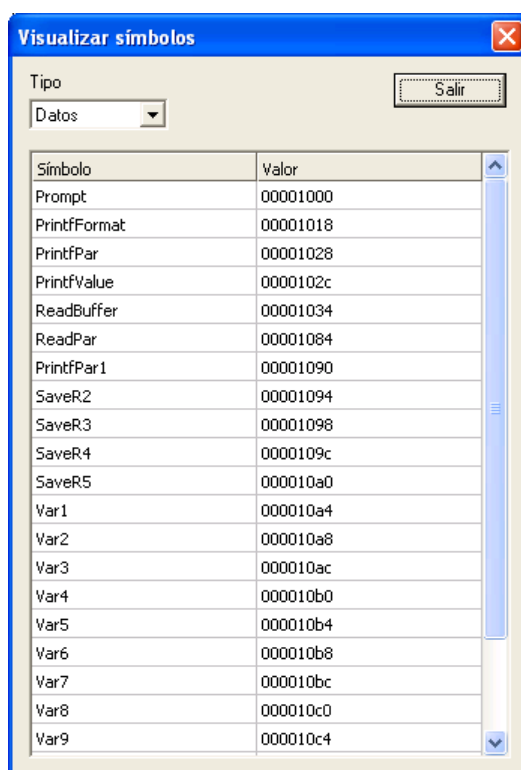 Visualizar símbolos
Tipo
Salir
Datos
Símbolo Valor
Prompt 00001000
PrintfFormat 00001018
PrintfPar 00001028
PrintfValue 0000102c
ReadBuffer 00001034
ReadPar 00001084
PrintfPar1 00001090
SaveR2 00001094
SaveR3 00001098
SaveR4 0000109c
SaveR5 000010a0
Var1 000010a4
Var2 000010a8
Var3 000010ac
Var4 000010b0
Var5 000010b4
Var6 000010b8
Var7 000010bc
Var8 000010c0
Var9 000010c4